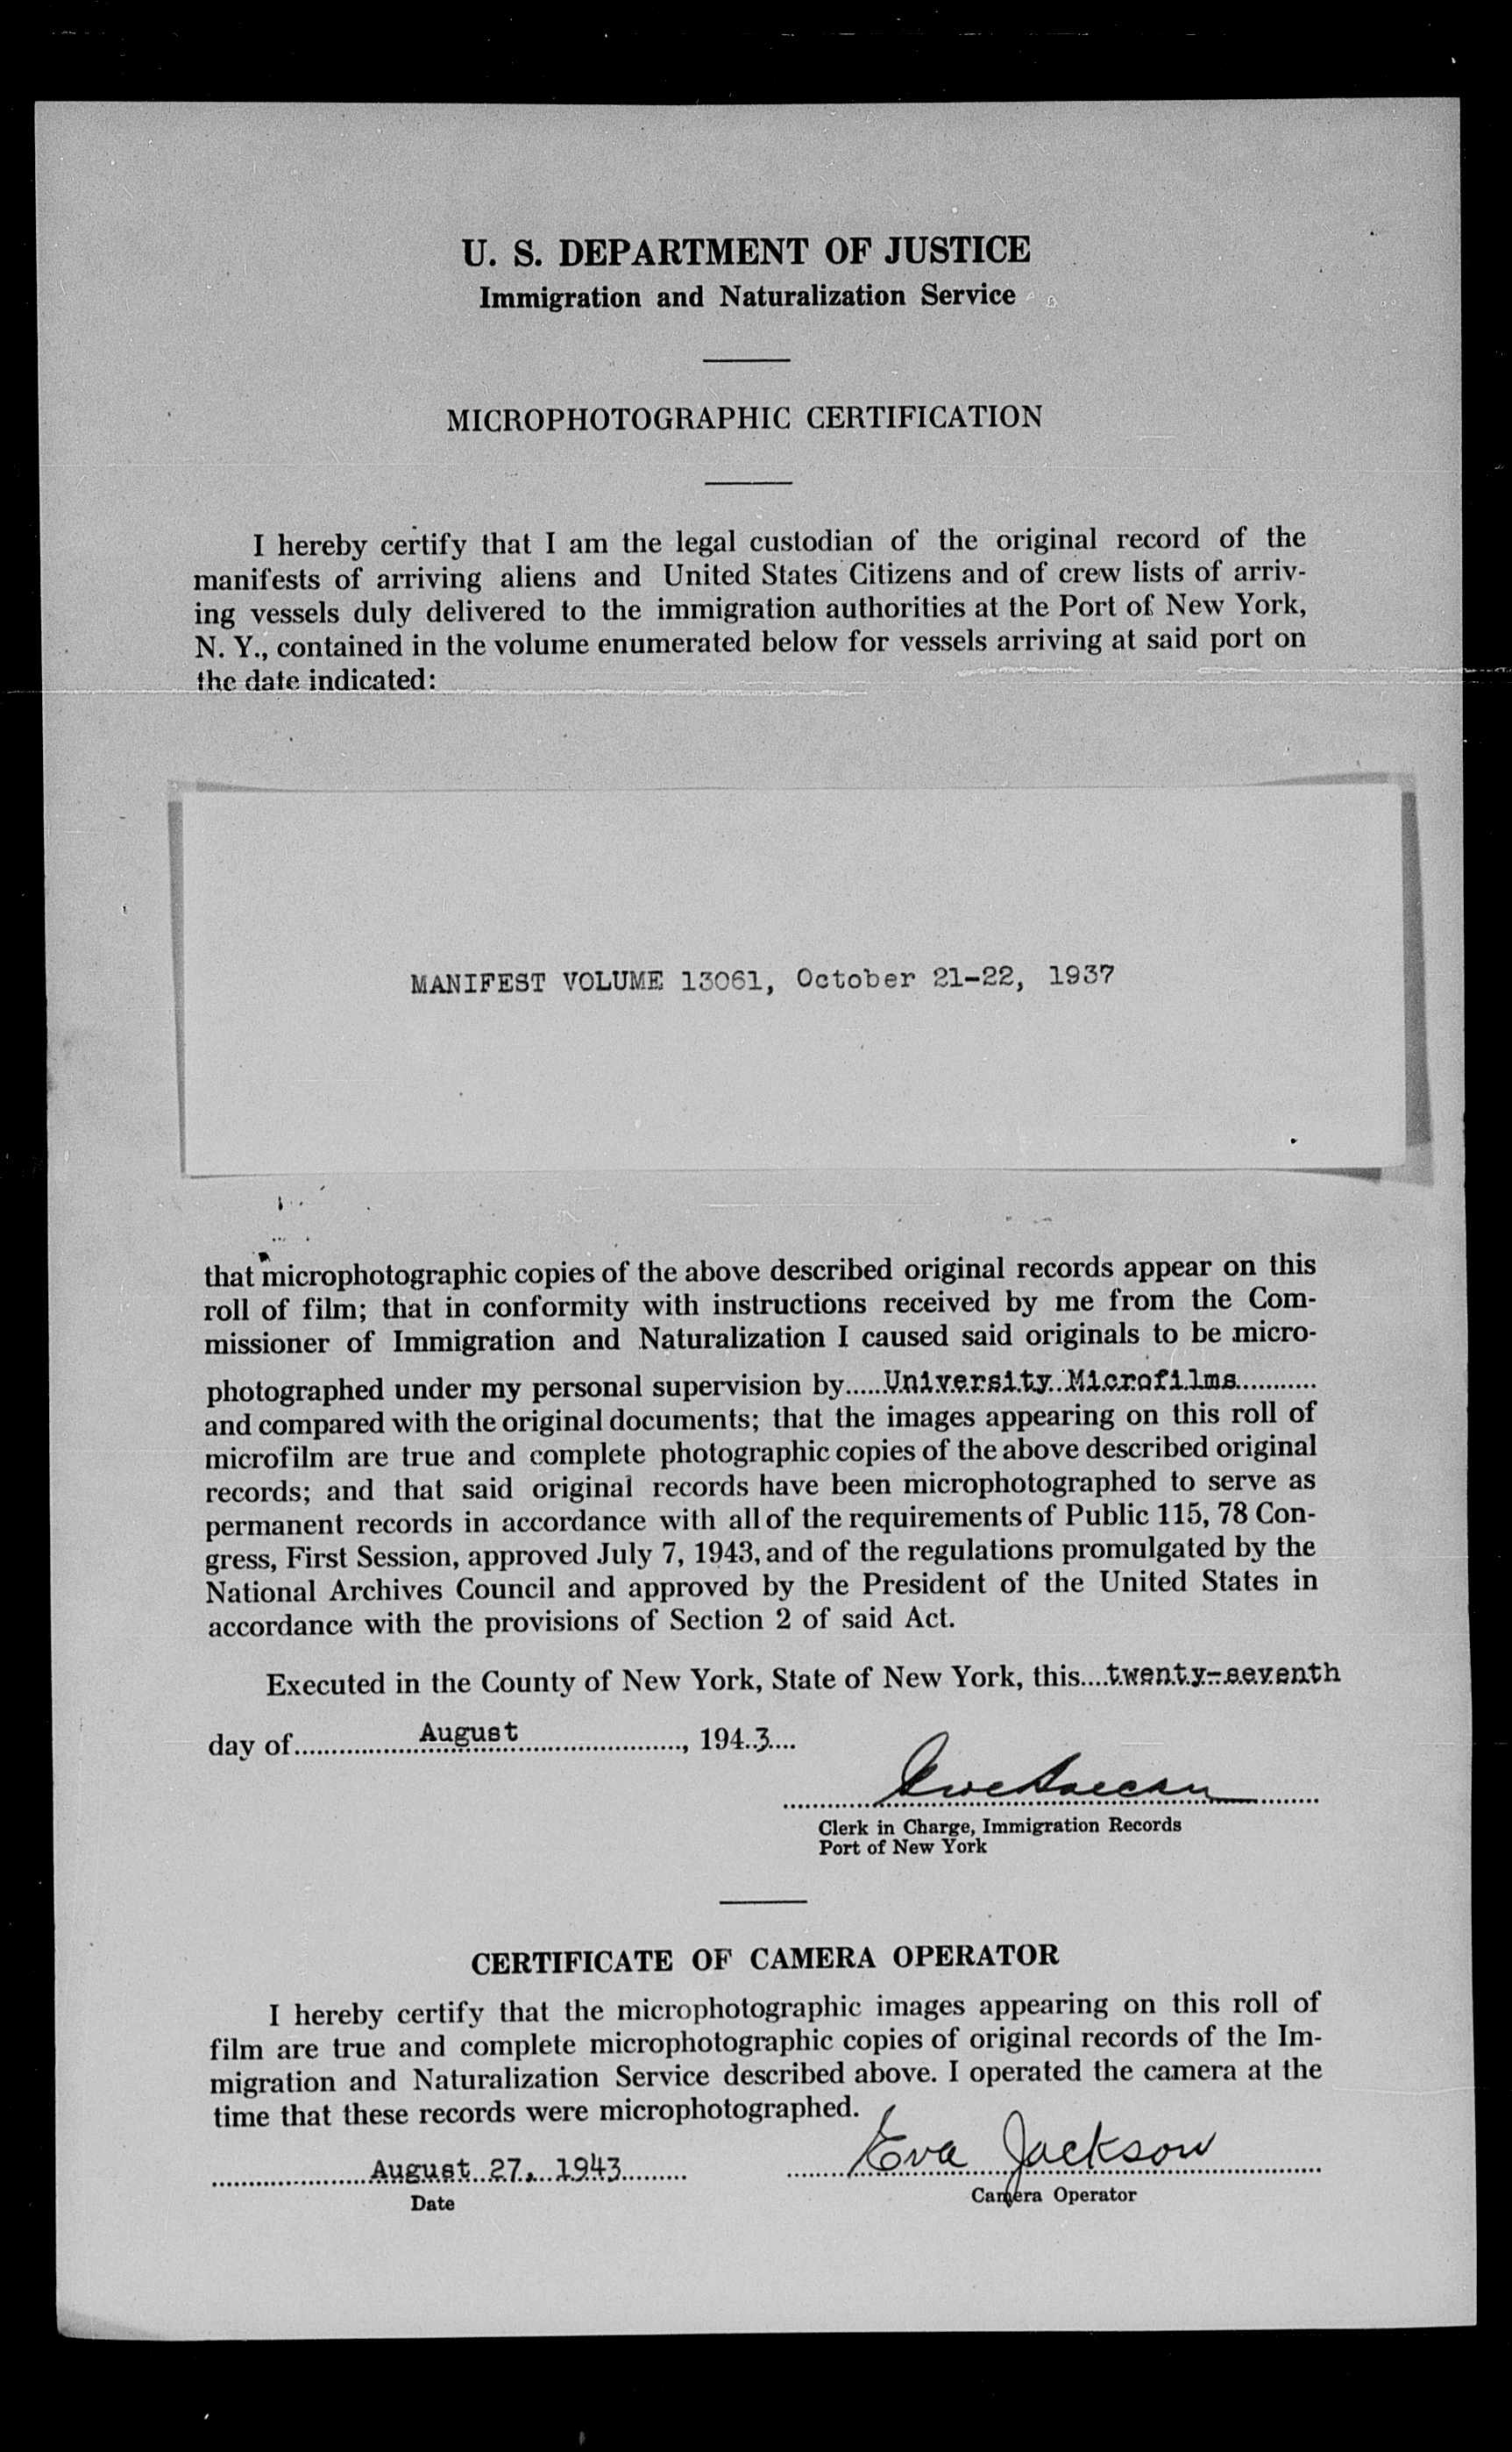 U. S. DEPARTMENT OF JUSTICE
Immigration and Naturalization Service
MICROPHOTOGRAPHIC CERTIFICATION
I hereby certify that I am the legal custodian of the original record of the
manifests of arriving aliens and United States Citizens and of crew lists of arriv-
ing vessels duly delivered to the immigration authorities at the Port of New York,
N. Y., contained in the volume enumerated below for vessels arriving at said port on
the date indicated:
MANIFEST VOLUME 13061, October 21-22, 1937
that microphotographic copies of the above described original records appear on this
roll of film; that in conformity with instructions received by me from the Com-
missioner of Immigration and Naturalization I caused said originals to be micro-
photographed under my personal supervision by University Microfilms
and compared with the original documents; that the images appearing on this roll of
microfilm are true and complete photographic copies of the above described original
records; and that said original records have been microphotographed to serve as
permanent records in accordance with all of the requirements of Public 115, 78 Con-
gress, First Session, approved July 7, 1943, and of the regulations promulgated by the
National Archives Council and approved by the President of the United States in
accordance with the provisions of Section 2 of said Act.
Executed in the County of New York, State of New York, this twenty-seventh
day of August, 1943
Clerk in Charge, Immigration Records
Port of New York
CERTIFICATE OF CAMERA OPERATOR
I hereby certify that the microphotographic images appearing on this roll of
film are true and complete microphotographic copies of original records of the Im-
migration and Naturalization Service described above. I operated the camera at the
time that these records were microphotographed.
August 27, 1943 Eva Jackson
Date Camera Operator